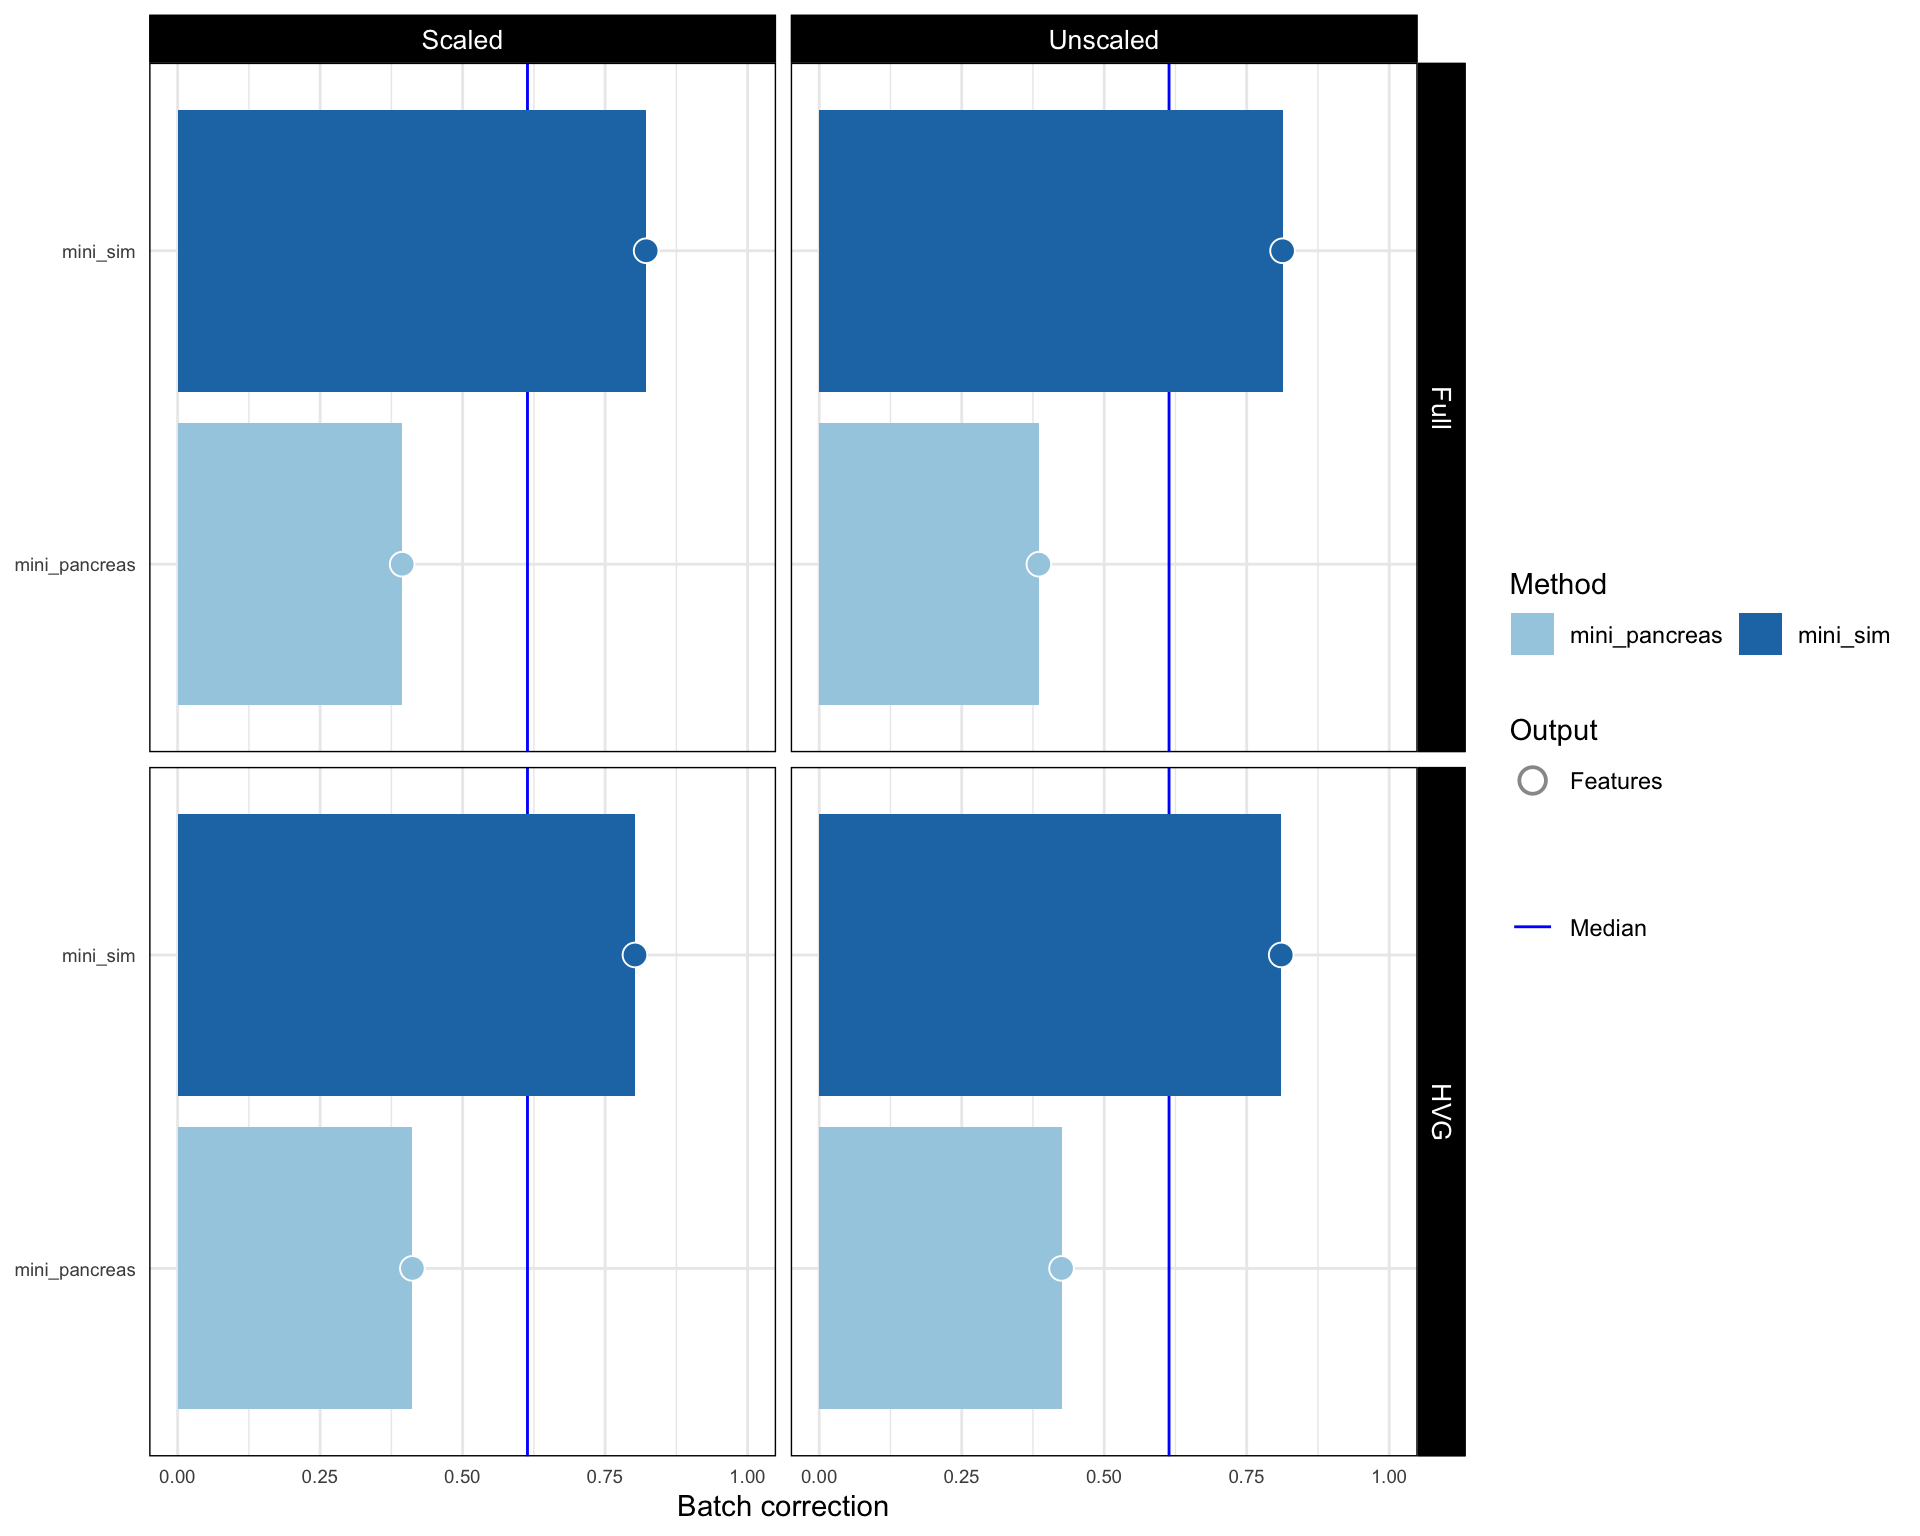 Scaled
Unscaled
mini_sim
mini_pancreas
Full
mini_sim
mini_pancreas
HVG
0.00 0.25 0.50 0.75 1.00
0.00 0.25 0.50 0.75 1.00
Batch correction
Method
mini_pancreas
mini_sim
Output
Features
Median